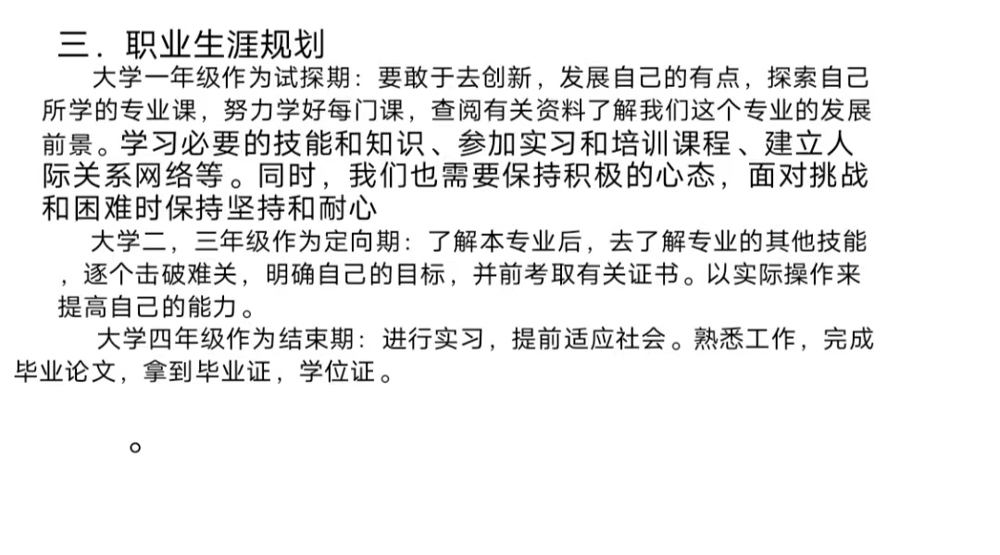 三．职业生涯规划
大学一年级作为试探期：要敢于去创新，发展自己的有点，探索自己
所学的专业课，努力学好每门课，查阅有关资料了解我们这个专业的发展
前景。学习必要的技能和知识、参加实习和培训课程、建立人
际关系网络等。同时，我们也需要保持积极的心态，面对挑战
和困难时保持坚持和耐心
大学二，三年级作为定向期：了解本专业后，去了解专业的其他技能
，逐个击破难关，明确自己的目标，并前考取有关证书。以实际操作来
提高自己的能力。
大学四年级作为结束期：进行实习，提前适应社会。熟悉工作，完成
毕业论文，拿到毕业证，学位证。
。